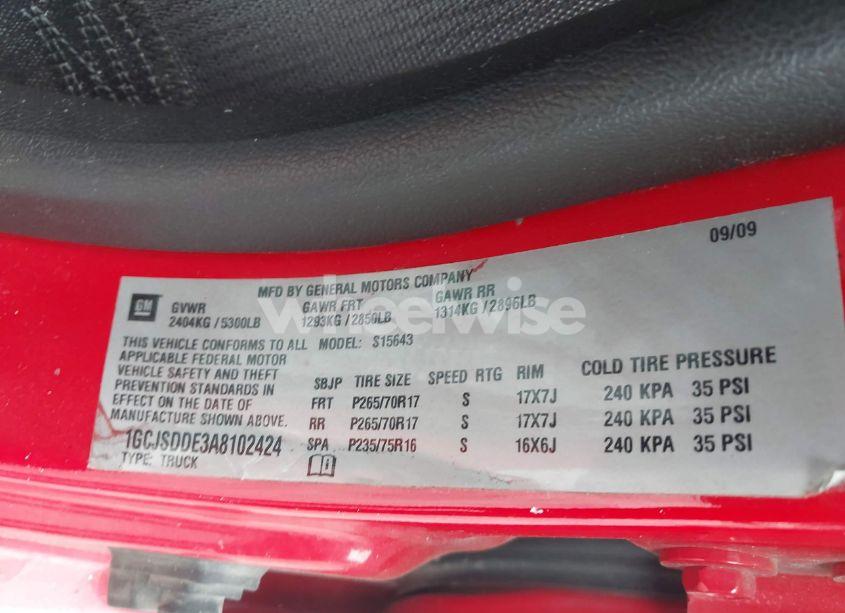 09/09
MFD BY GENERAL MOTORS COMPANY
GM
GVWR GAWR FRT GAWR RR
2404KG / 5300LB 1293KG / 2850LB 1314KG / 2896LB
THIS VEHICLE CONFORMS TO ALL MODEL: S15643
APPLICABLE FEDERAL MOTOR
VEHICLE SAFETY AND THEFT
PREVENTION STANDARDS IN
EFFECT ON THE DATE OF
MANUFACTURE SHOWN ABOVE.
1GCJSDDE3A8102424
TYPE: TRUCK
SBJP TIRE SIZE SPEED RTG RIM COLD TIRE PRESSURE
FRT P265/70R17 S 17X7J 240 KPA 35 PSI
RR P265/70R17 S 17X7J 240 KPA 35 PSI
SPA P235/75R16 S 16X6J 240 KPA 35 PSI
wheelwise